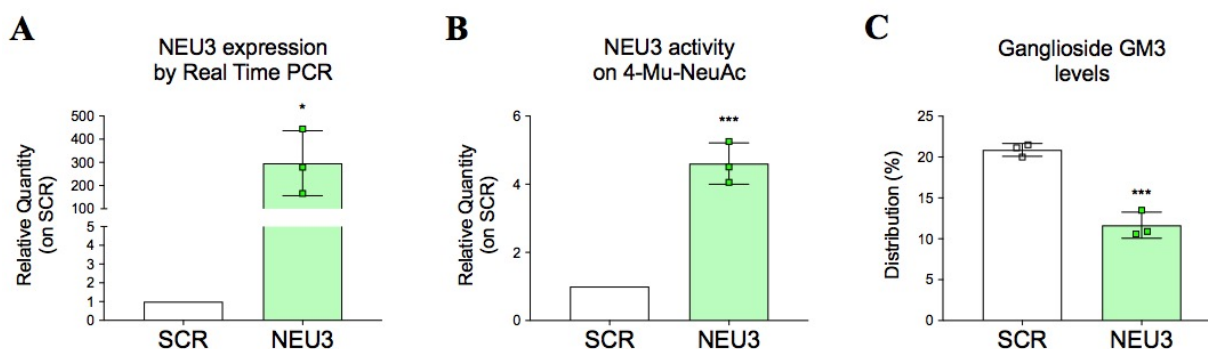 A
NEU3 expression
by Real Time PCR
Relative Quantity
(on SCR)
500
400
300
200
100
5
4
3
2
1
0
*
SCR
NEU3
B
NEU3 activity
on 4-Mu-NeuAc
Relative Quantity
(on SCR)
6
4
2
0
***
SCR
NEU3
C
Ganglioside GM3
levels
Distribution (%)
25
20
15
10
5
0
***
SCR
NEU3